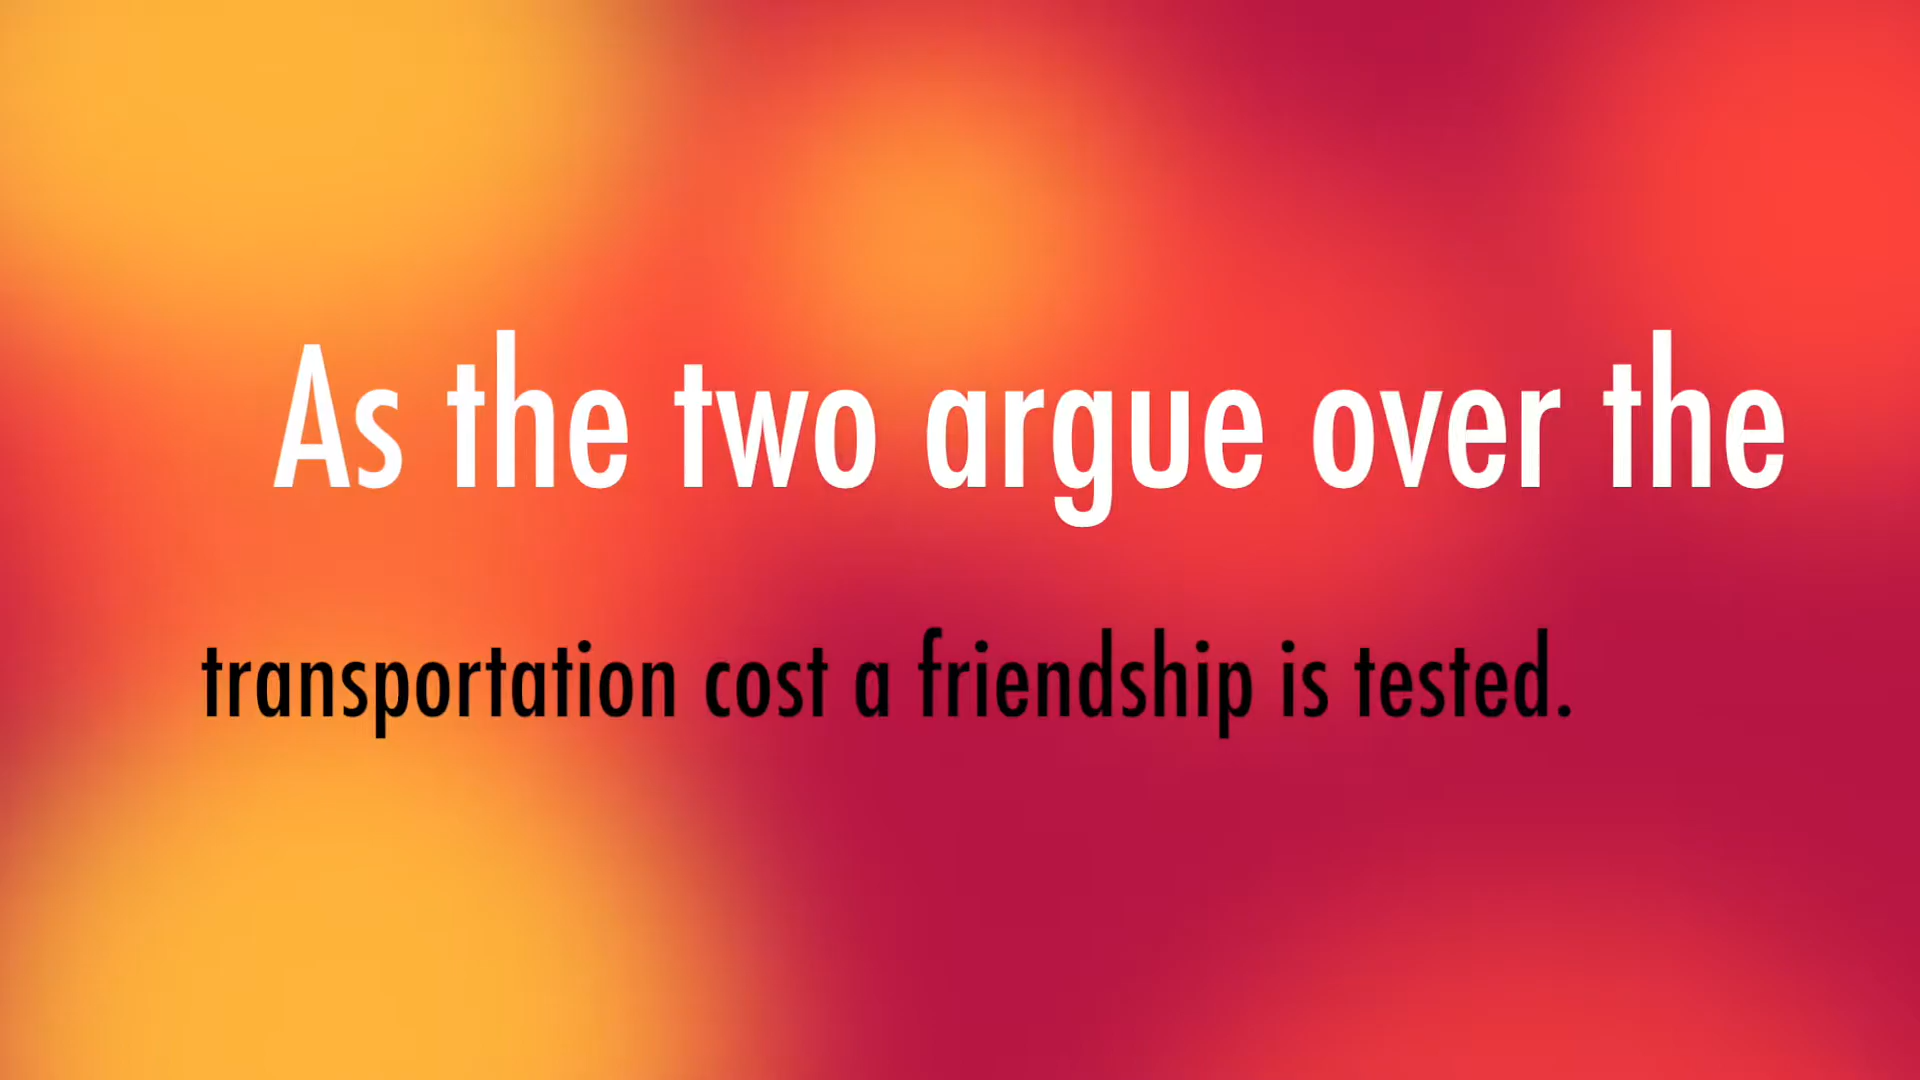 As the two argue over the
transportation cost a friendship is tested.